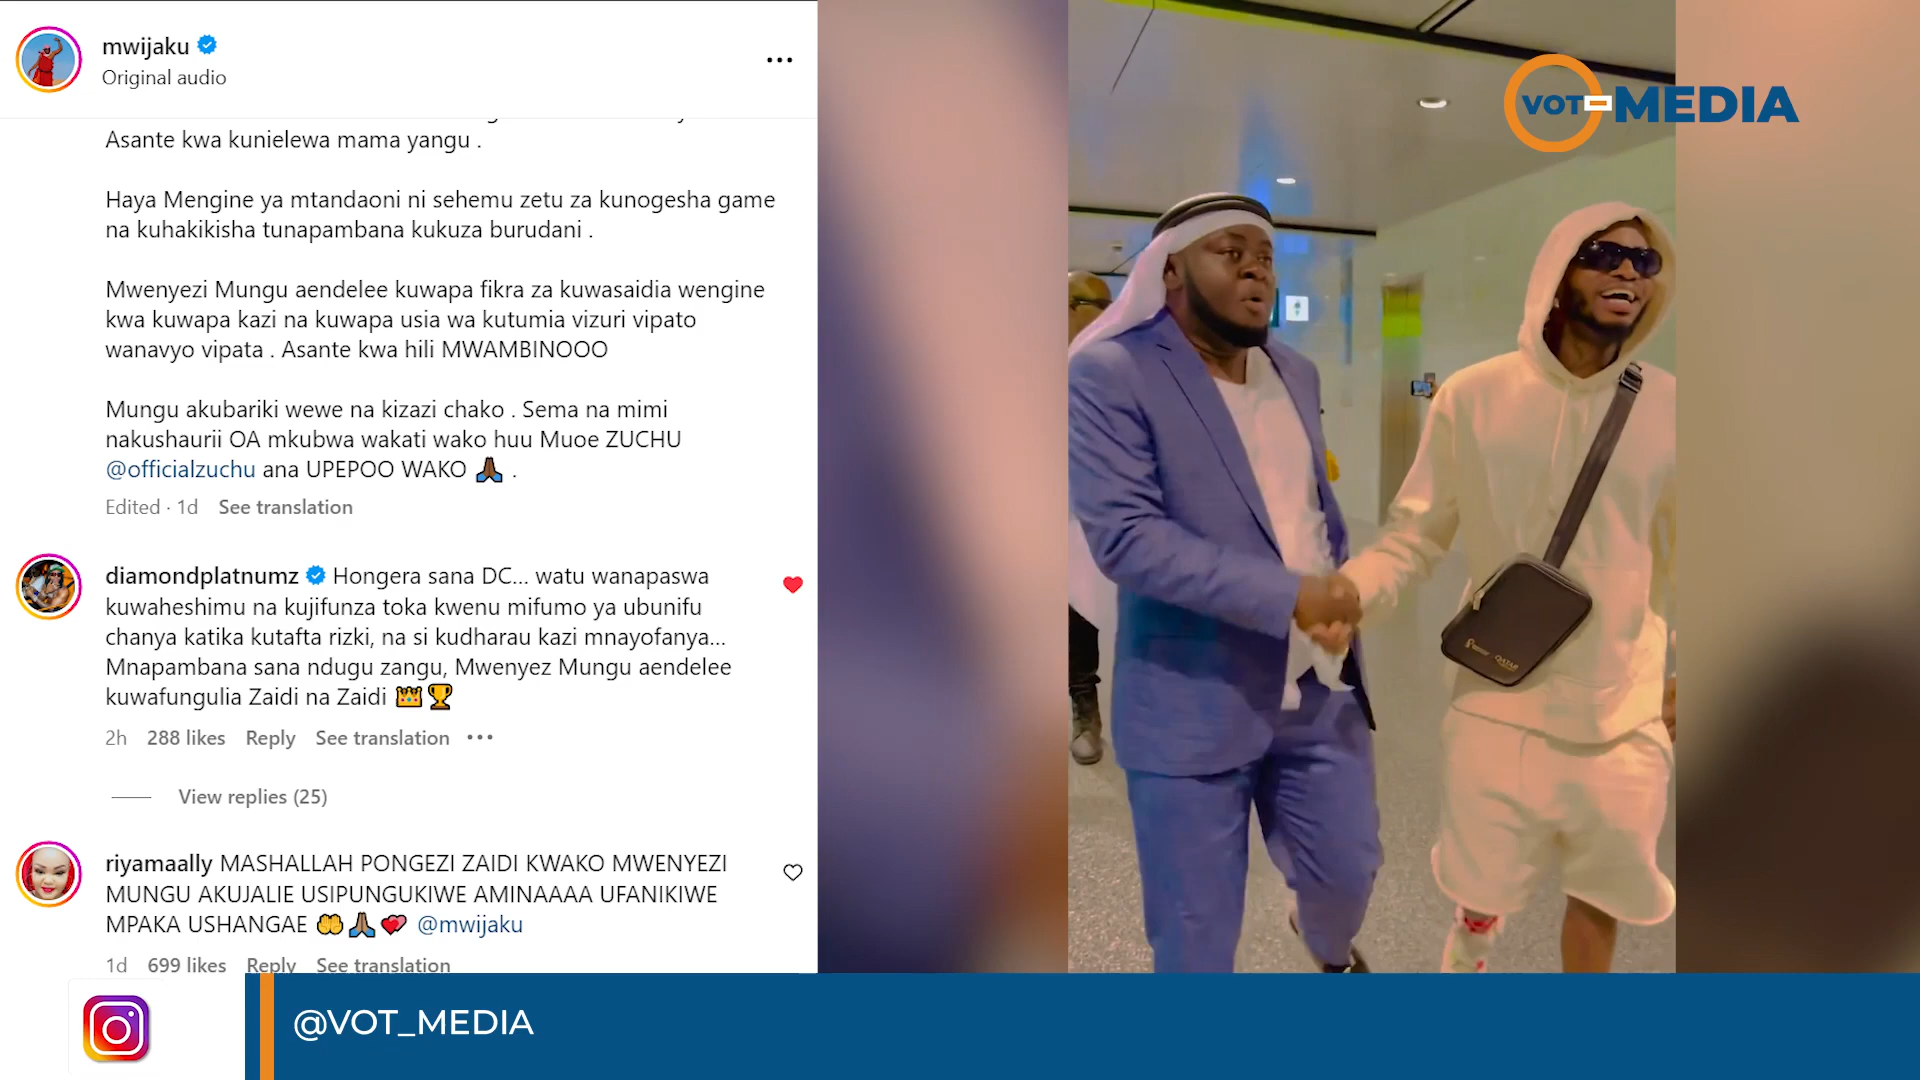 mwijaku
Original audio
Asante kwa kunielewa mama yangu .
Haya Mengine ya mtandaoni ni sehemu zetu za kunogesha game
na kuhakikisha tunapambana kukuza burudani .
Mwenyezi Mungu aendelee kuwapa fikra za kuwasaidia wengine
kwa kuwapa kazi na kuwapa usia wa kutumia vizuri vipato
wanavyo vipata . Asante kwa hili MWAMBINOOO
Mungu akubariki wewe na kizazi chako . Sema na mimi
nakushaurii OA mkubwa wakati wako huu Muoe ZUCHU
@officialzuchu ana UPEPOO WAKO 🙏🏿 .
Edited · 1d See translation
diamondplatnumz Hongera sana DC... watu wanapaswa
kuwaheshimu na kujifunza toka kwenu mifumo ya ubunifu
chanya katika kutafta rizki, na si kudharau kazi mnayofanya...
Mnapambana sana ndugu zangu, Mwenyez Mungu aendelee
kuwafungulia Zaidi na Zaidi 👑🏆
2h 288 likes Reply See translation
View replies (25)
riyamaally MASHALLAH PONGEZI ZAIDI KWAKO MWENYEZI
MUNGU AKUJALIE USIPUNGUKIWE AMINAAAA UFANIKIWE
MPAKA USHANGAE 🤲🙏🏽💕 @mwijaku
1d 699 likes Reply See translation
VOT-MEDIA
QATAR
@VOT_MEDIA